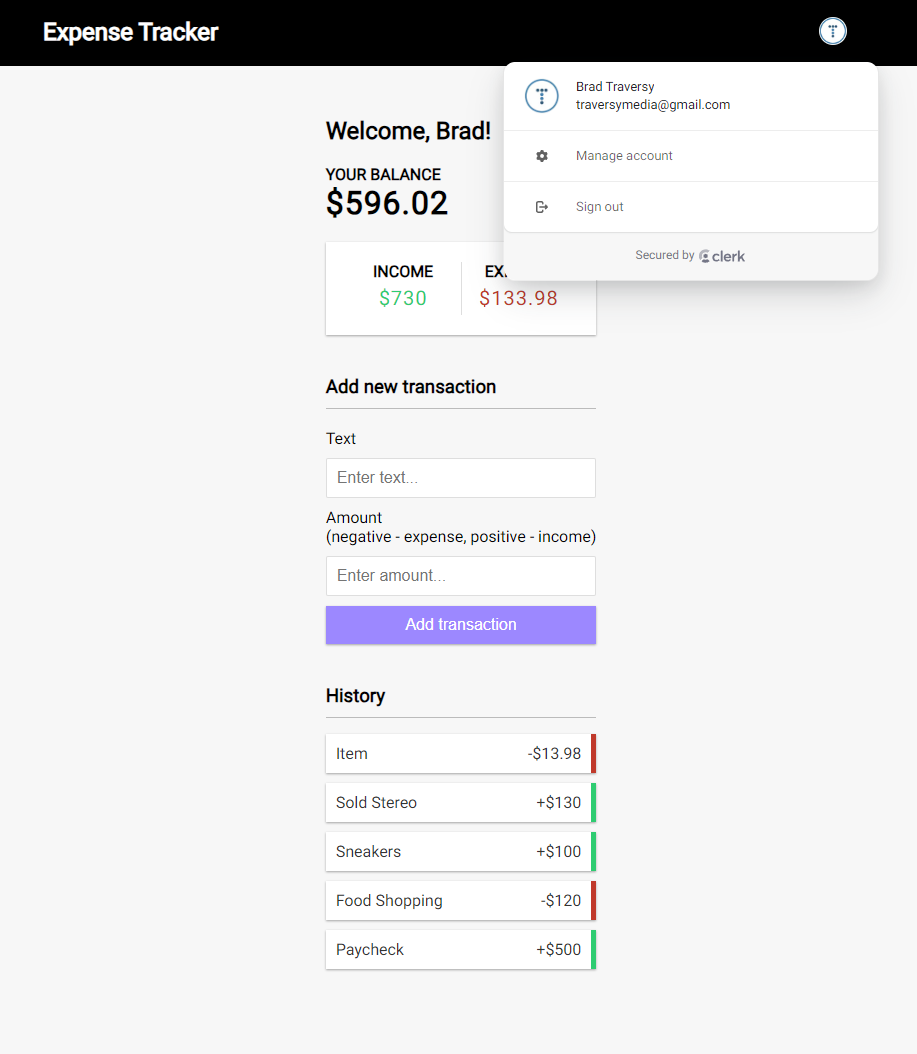 Expense Tracker
Brad Traversy
traversymedia@gmail.com
Manage account
Sign out
Secured by clerk
Welcome, Brad!
YOUR BALANCE
$596.02
INCOME
$730
$133.98
Add new transaction
Text
Enter text...
Amount
(negative - expense, positive - income)
Enter amount...
Add transaction
History
Item -$13.98
Sold Stereo +$130
Sneakers +$100
Food Shopping -$120
Paycheck +$500